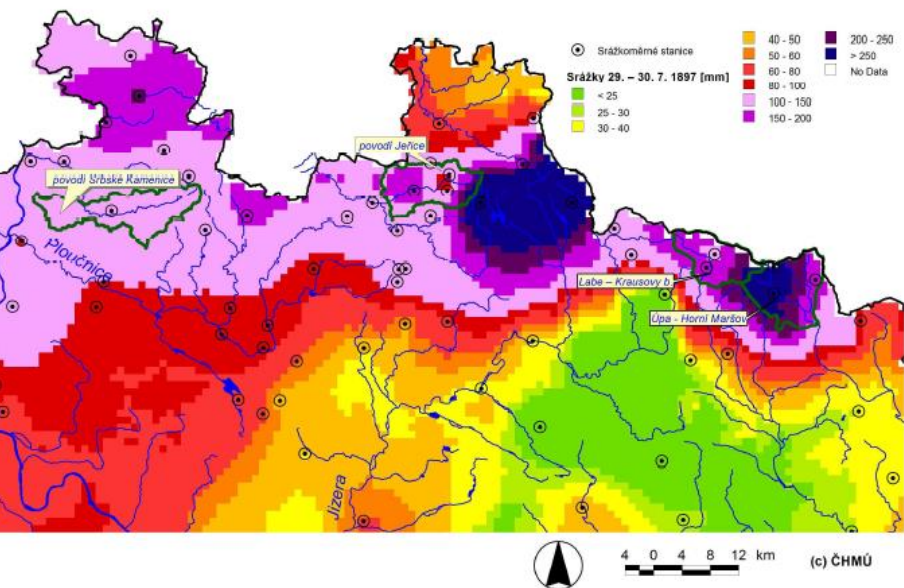 Srážkoměrné stanice
Srážky 29. – 30. 7. 1897 [mm]
< 25
25 - 30
30 - 40
40 - 50
50 - 60
60 - 80
80 - 100
100 - 150
150 - 200
200 - 250
> 250
No Data
povodí Jeřice
povodí Srbské Kamenice
Ploučnice
Labe – Krausovy b.
Úpa - Horní Maršov
Jizera
4 0 4 8 12 km
(c) ČHMÚ